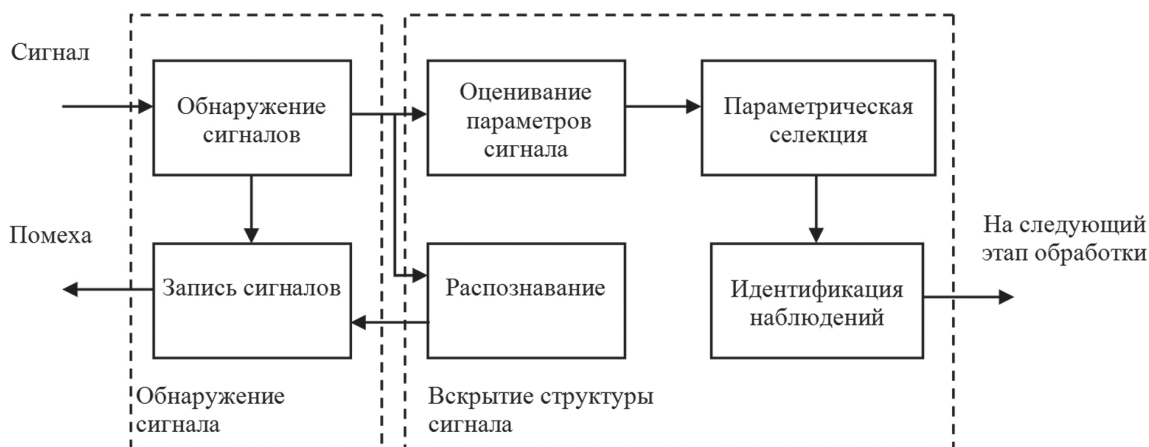 Сигнал
Обнаружение
сигналов
Оценивание
параметров
сигнала
Параметрическая
селекция
Помеха
Запись сигналов
Распознавание
Идентификация
наблюдений
На следующий
этап обработки
Обнаружение
сигнала
Вскрытие структуры
сигнала